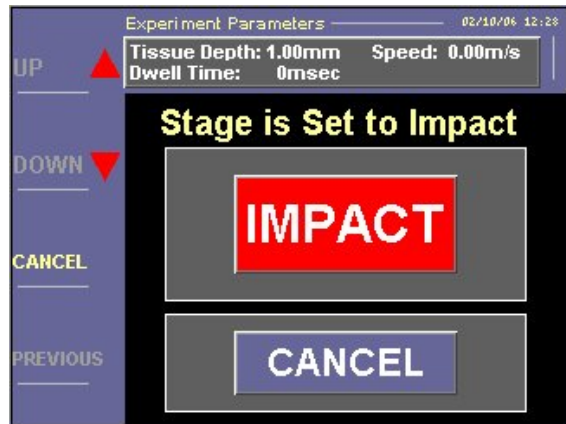 Experiment Parameters
02/10/06 12:28
Tissue Depth: 1.00mm Speed: 0.00m/s
Dwell Time: 0msec
UP
DOWN
CANCEL
PREVIOUS
Stage is Set to Impact
IMPACT
CANCEL